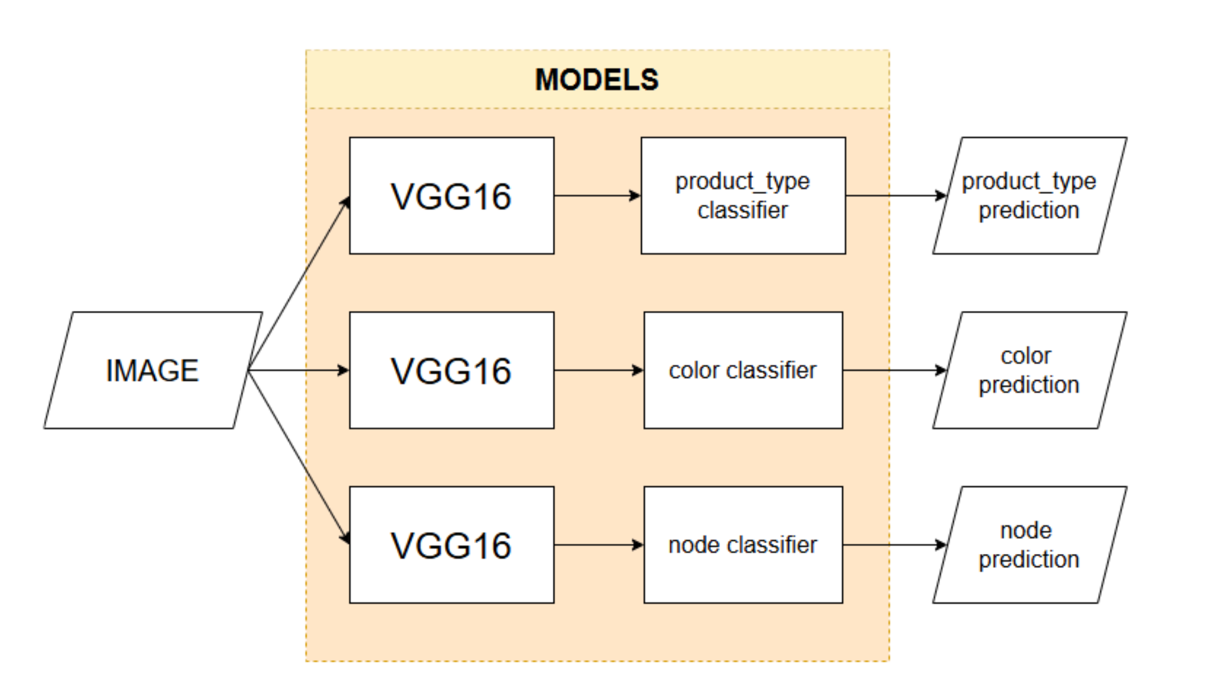 MODELS
VGG16
product_type
classifier
product_type
prediction
IMAGE
VGG16
color classifier
color
prediction
VGG16
node classifier
node
prediction